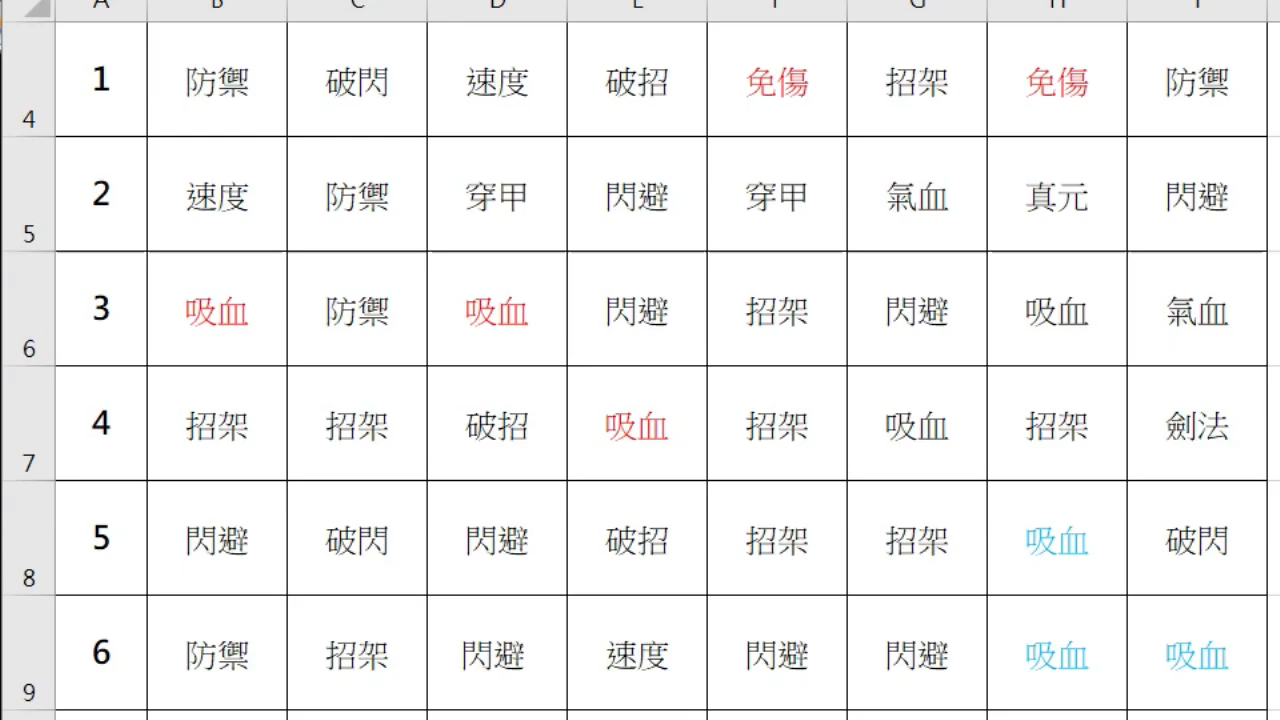 A B C D E F G H I
4 1 防禦 破閃 速度 破招 免傷 招架 免傷 防禦
5 2 速度 防禦 穿甲 閃避 穿甲 氣血 真元 閃避
6 3 吸血 防禦 吸血 閃避 招架 閃避 吸血 氣血
7 4 招架 招架 破招 吸血 招架 吸血 招架 劍法
8 5 閃避 破閃 閃避 破招 招架 招架 吸血 破閃
9 6 防禦 招架 閃避 速度 閃避 閃避 吸血 吸血